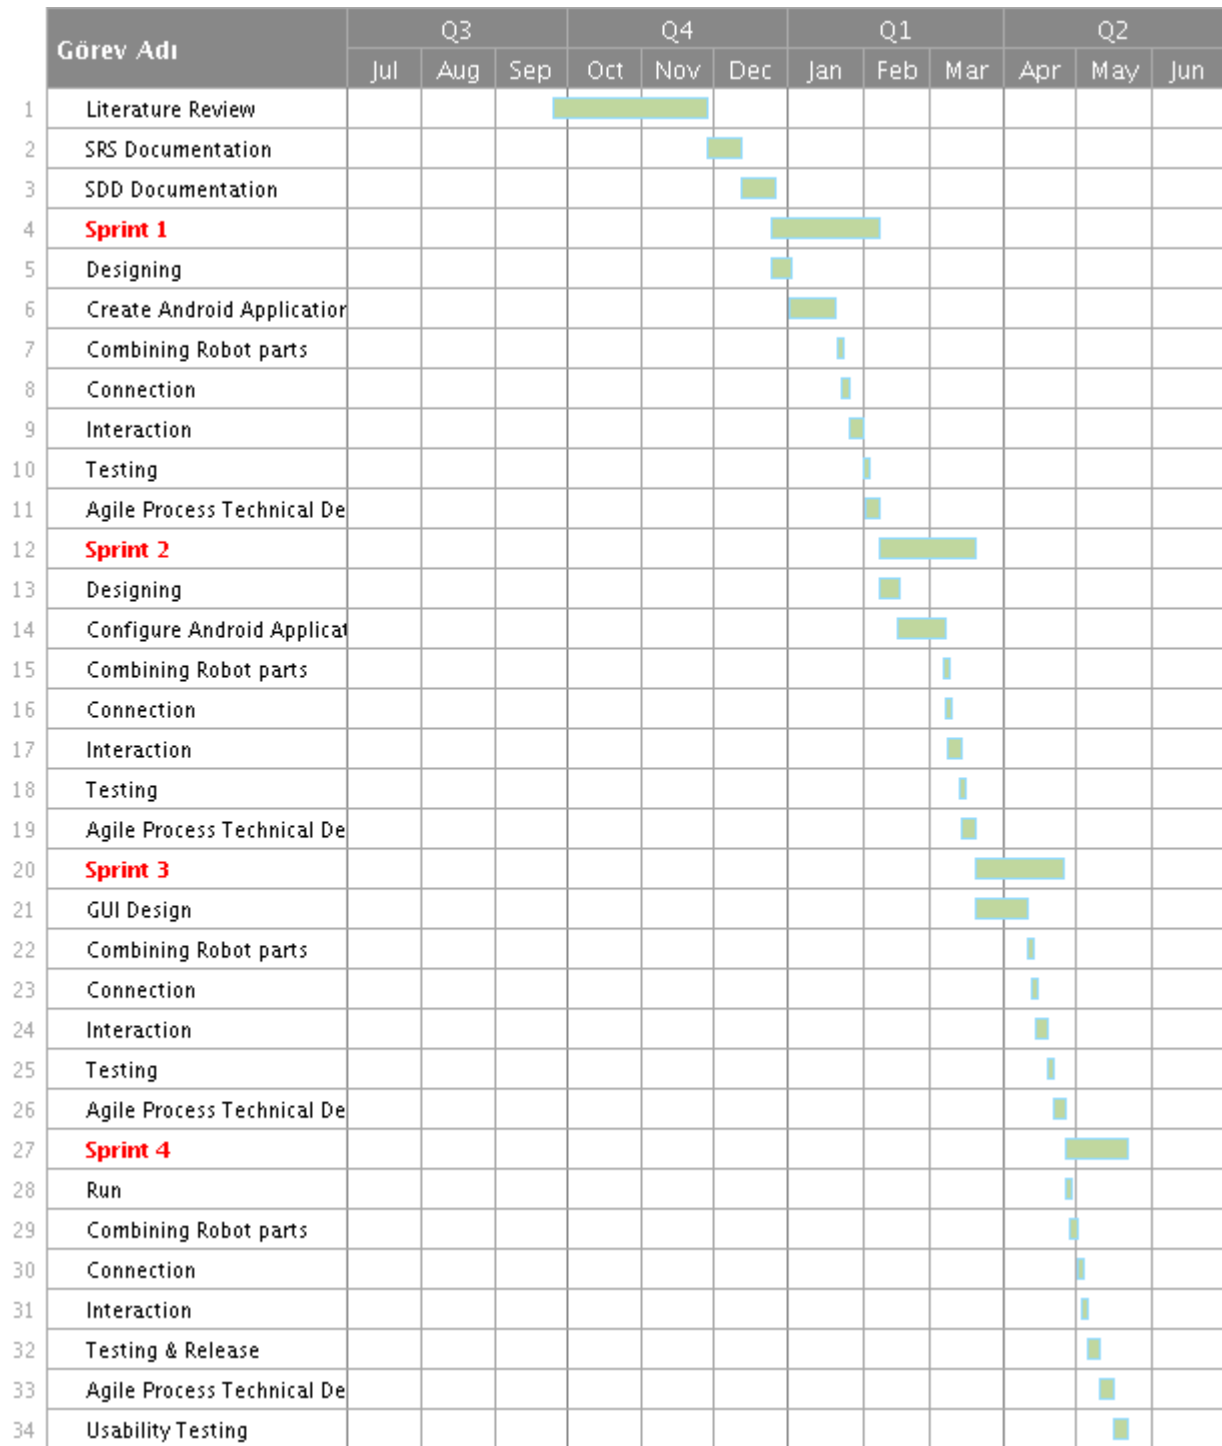 Görev Adı Q3 Q4 Q1 Q2
Jul Aug Sep Oct Nov Dec Jan Feb Mar Apr May Jun
1 Literature Review
2 SRS Documentation
3 SDD Documentation
4 Sprint 1
5 Designing
6 Create Android Application
7 Combining Robot parts
8 Connection
9 Interaction
10 Testing
11 Agile Process Technical De
12 Sprint 2
13 Designing
14 Configure Android Applicat
15 Combining Robot parts
16 Connection
17 Interaction
18 Testing
19 Agile Process Technical De
20 Sprint 3
21 GUI Design
22 Combining Robot parts
23 Connection
24 Interaction
25 Testing
26 Agile Process Technical De
27 Sprint 4
28 Run
29 Combining Robot parts
30 Connection
31 Interaction
32 Testing & Release
33 Agile Process Technical De
34 Usability Testing